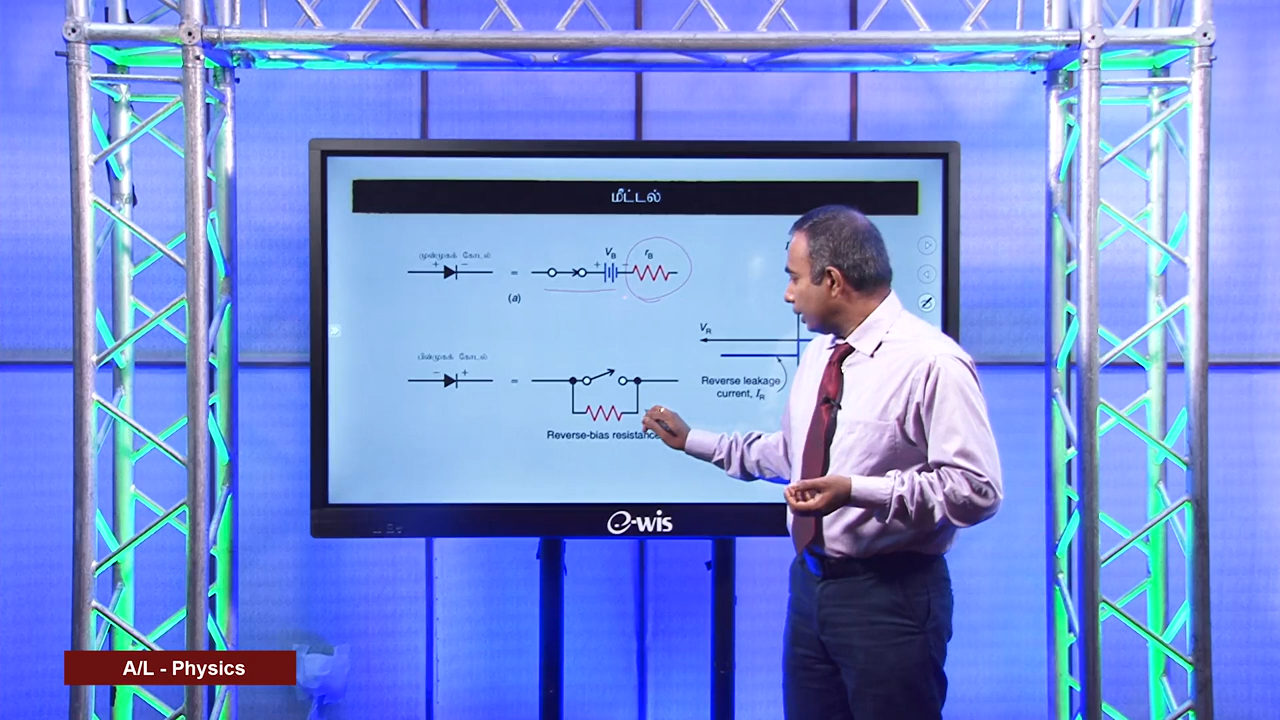 மீட்டல்
முன்முகக் கோடல்
+ −
=
+ VB
rB
(a)
பின்முகக் கோடல்
− +
=
Reverse-bias resistance
VR
Reverse leakage
current, IR
e-wis
A/L - Physics